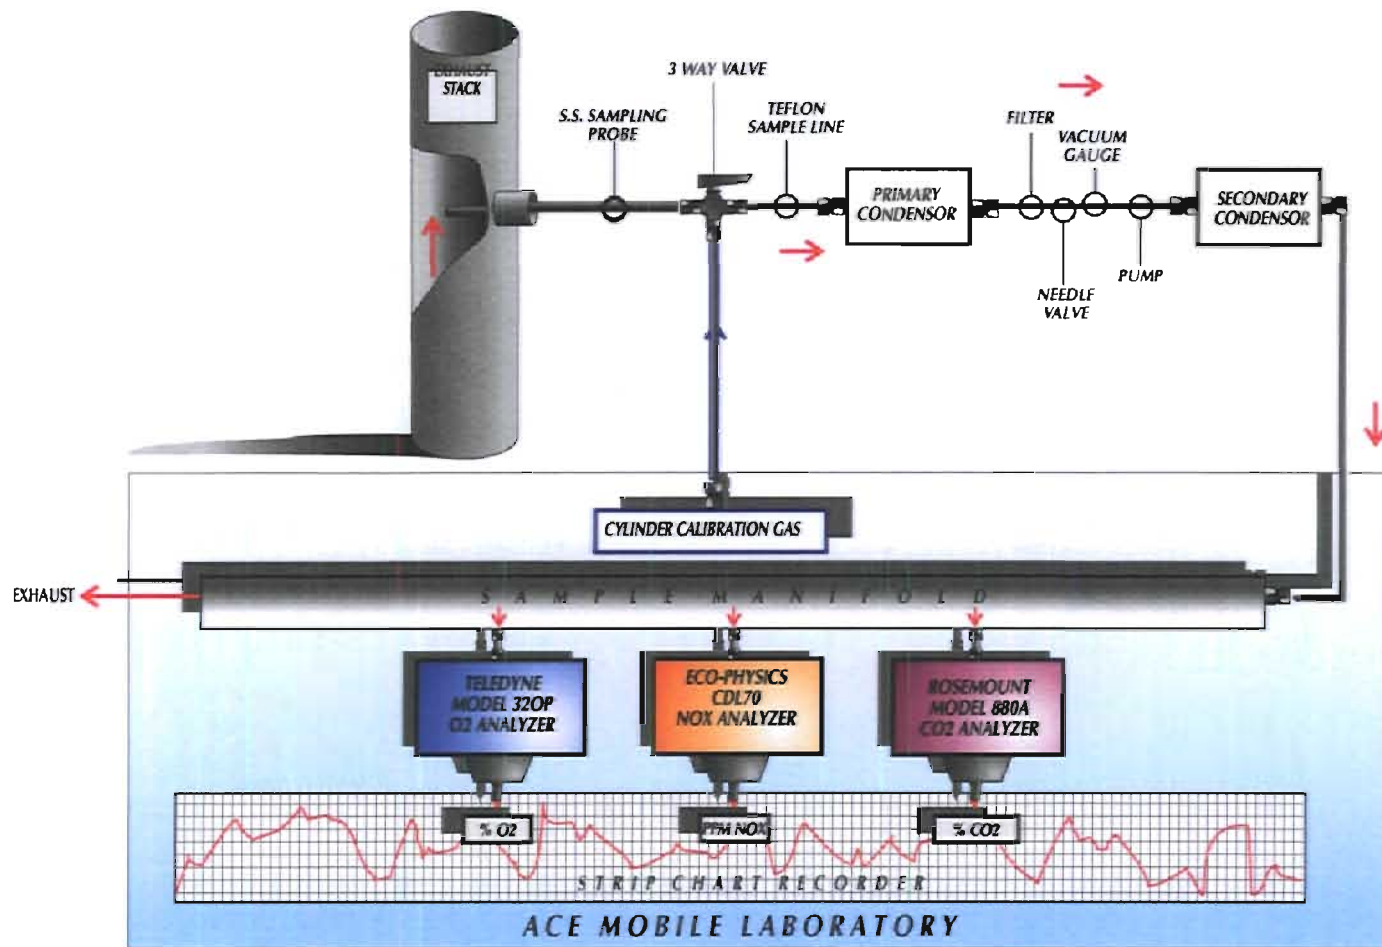 EXHAUST
STACK
S.S. SAMPLING
PROBE
3 WAY VALVE
TEFLON
SAMPLE LINE
PRIMARY
CONDENSOR
FILTER
VACUUM
GAUGE
NEEDLE
VALVE
PUMP
SECONDARY
CONDENSOR
CYLINDER CALIBRATION GAS
EXHAUST
SAMPLE MANIFOLD
TELEDYNE
MODEL 320P
O2 ANALYZER
ECO-PHYSICS
CDL70
NOX ANALYZER
ROSEMOUNT
MODEL 880A
CO2 ANALYZER
% O2
PPM NOX
% CO2
STRIP CHART RECORDER
ACE MOBILE LABORATORY